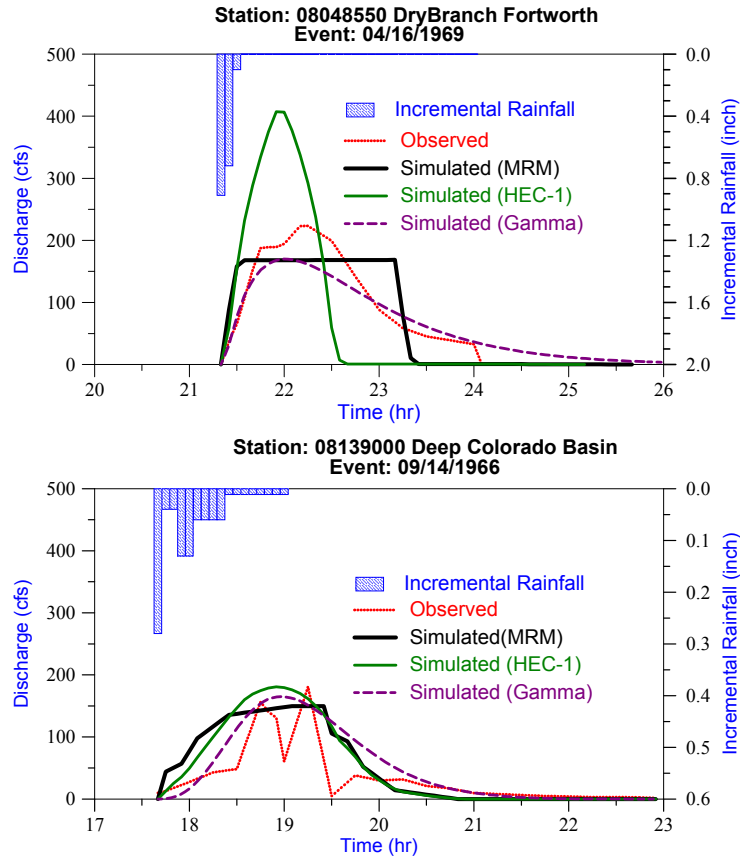 Station: 08048550 DryBranch Fortworth
Event: 04/16/1969
500
400
300
200
100
0
Discharge (cfs)
0.0
0.4
0.8
1.2
1.6
2.0
Incremental Rainfall (inch)
Incremental Rainfall
Observed
Simulated (MRM)
Simulated (HEC-1)
Simulated (Gamma)
20 21 22 23 24 25 26
Time (hr)
Station: 08139000 Deep Colorado Basin
Event: 09/14/1966
500
400
300
200
100
0
Discharge (cfs)
0.0
0.1
0.2
0.3
0.4
0.5
0.6
Incremental Rainfall (inch)
Incremental Rainfall
Observed
Simulated(MRM)
Simulated (HEC-1)
Simulated (Gamma)
17 18 19 20 21 22 23
Time (hr)